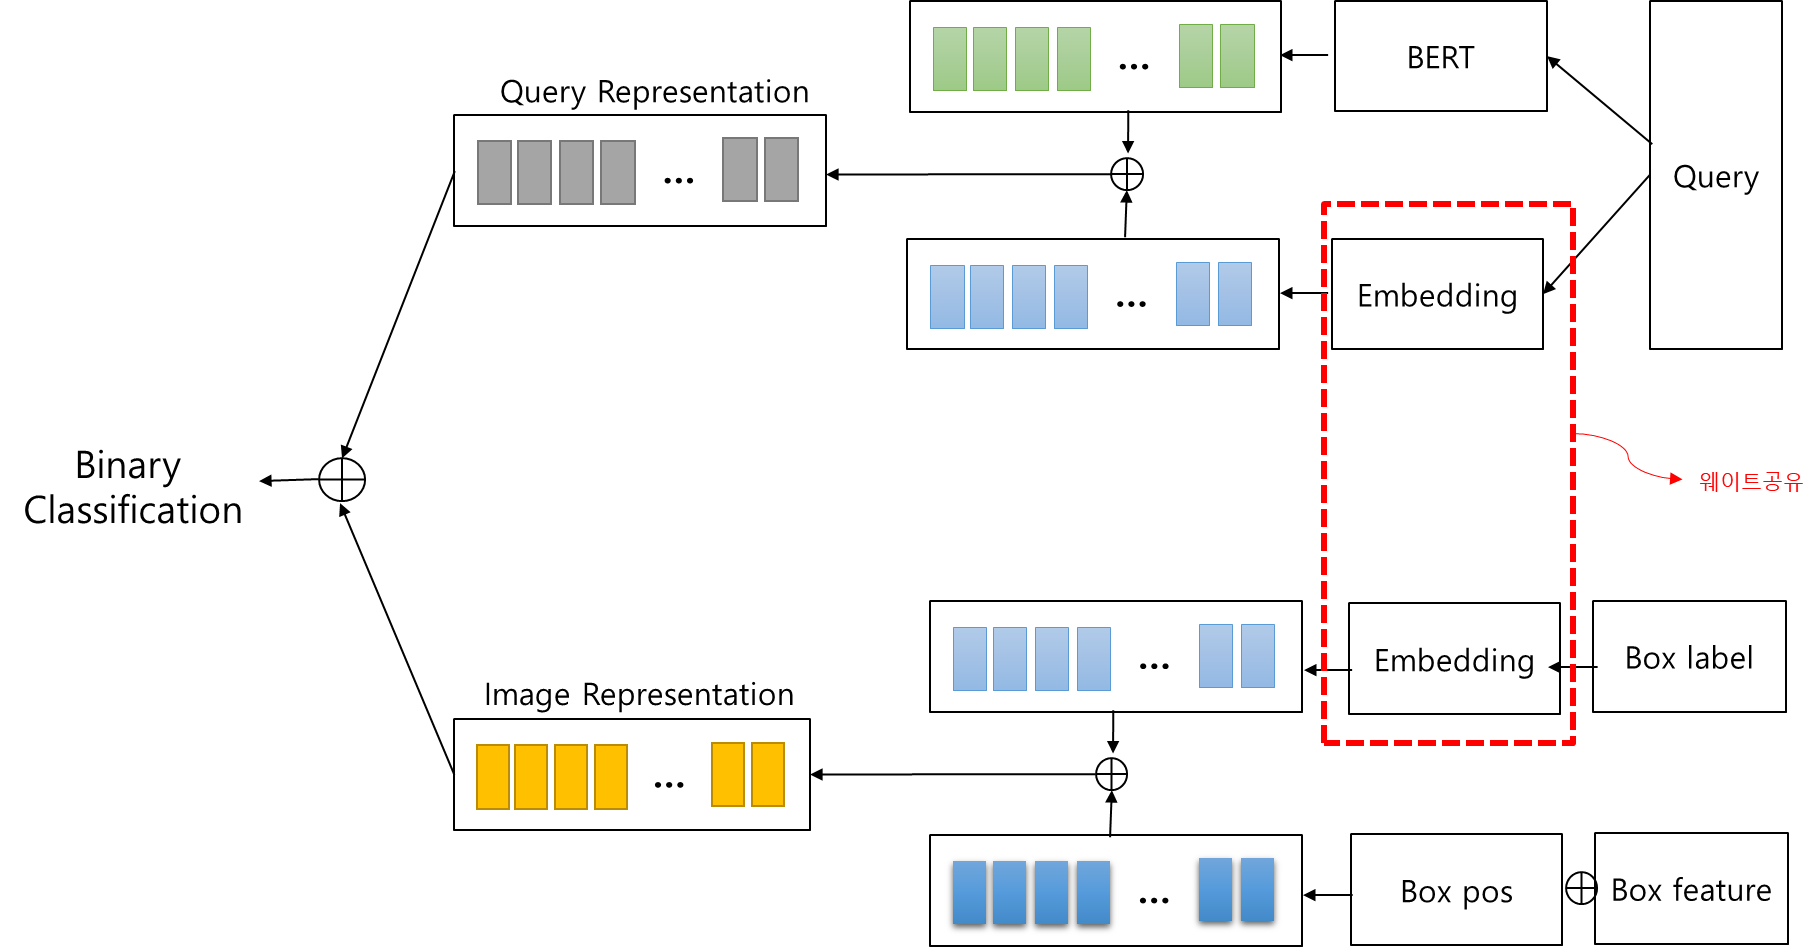 BERT
Query Representation
...
...
Query
Embedding
...
Binary
Classification
웨이트공유
Embedding
Box label
...
Image Representation
...
Box pos
Box feature
...